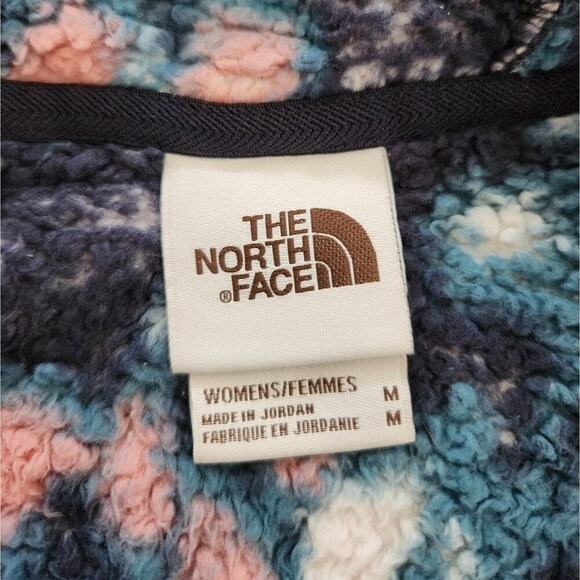 THE
NORTH
®FACE
WOMENS/FEMMES M
MADE IN JORDAN M
FABRIQUE EN JORDANIE